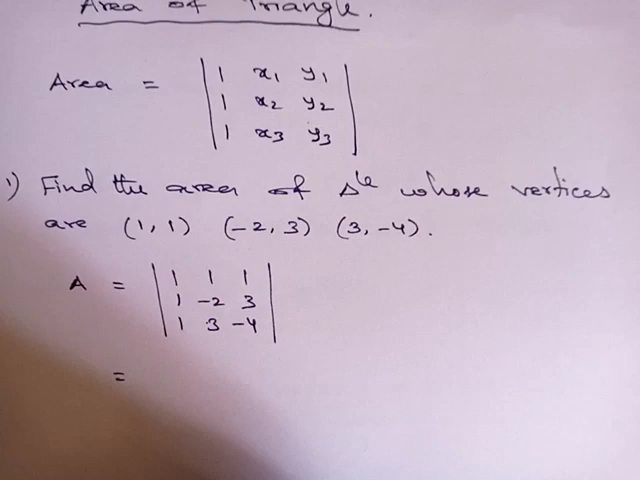 Area of Triangle.
Area = | 1 x₁ y₁ |
| 1 x₂ y₂ |
| 1 x₃ y₃ |
1) Find the area of Δle whose vertices
are (1,1) (-2,3) (3,-4).
A = | 1 1 1 |
| 1 -2 3 |
| 1 3 -4 |
=